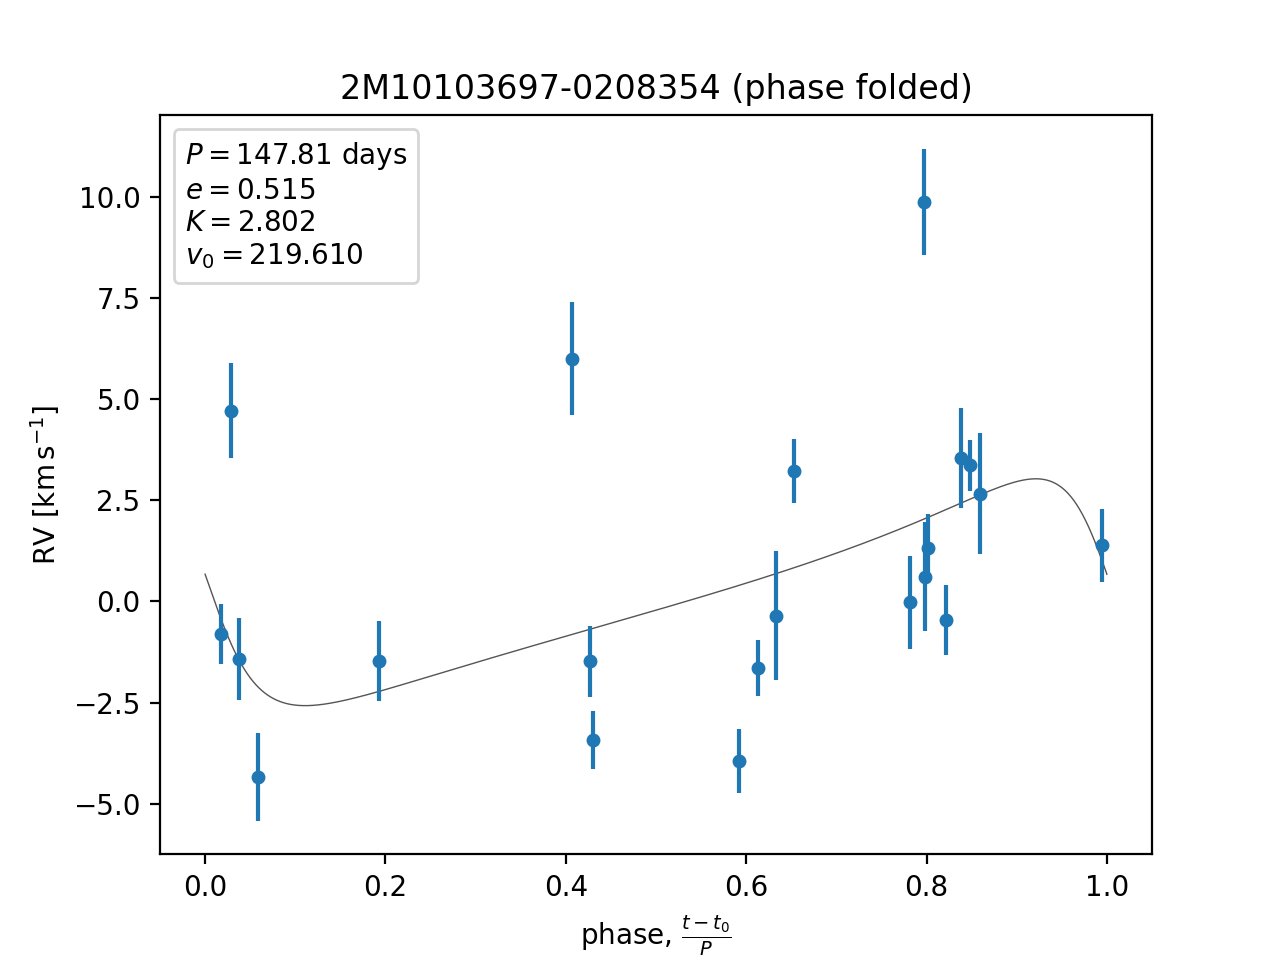 2M10103697-0208354 (phase folded)
P = 147.81 days
e = 0.515
K = 2.802
v₀ = 219.610
10.0
7.5
5.0
2.5
0.0
−2.5
−5.0
RV [km s⁻¹]
0.0 0.2 0.4 0.6 0.8 1.0
phase, (t − t₀)/P